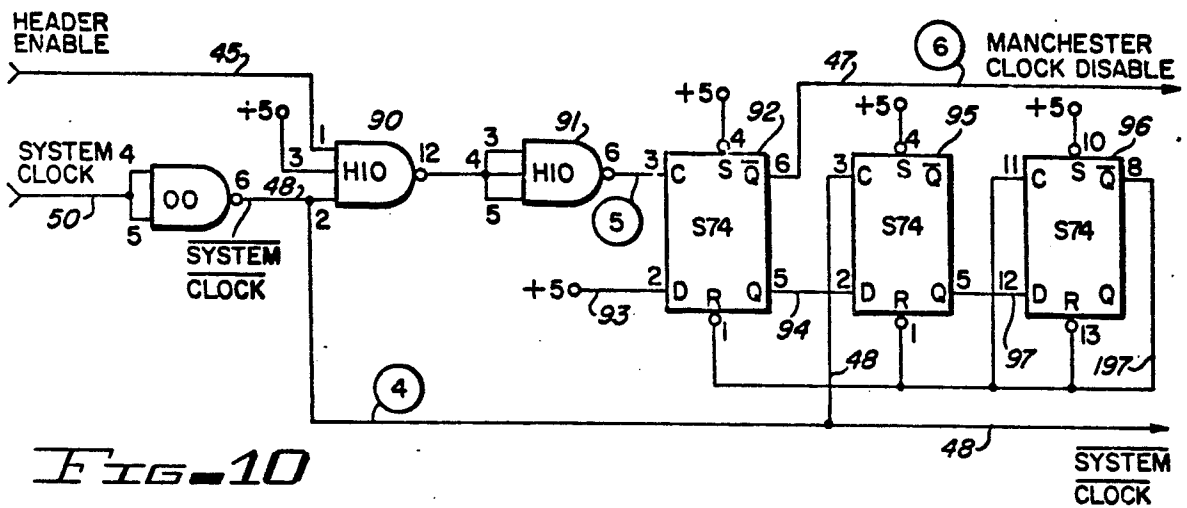 HEADER
ENABLE
45
6
MANCHESTER
CLOCK DISABLE
47
+5
1
90
3
H10
12
2
SYSTEM
CLOCK
4
5
00
6
50
48
SYSTEM
CLOCK
3
4
5
91
H10
6
5
+5
4
92
3
C
S
Q
6
S74
+5
93
2
D
R
Q
5
1
94
+5
4
95
3
C
S
Q
S74
2
D
R
Q
5
1
48
97
+5
10
96
11
C
S
Q
8
S74
12
D
R
Q
13
197
4
48
SYSTEM
CLOCK
FIG-10